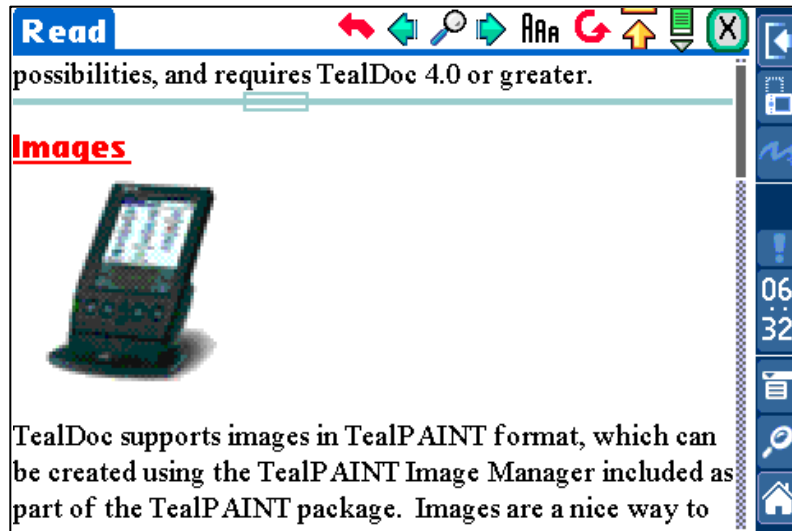 Read
AAA
X
possibilities, and requires TealDoc 4.0 or greater.
Images
TealDoc supports images in TealPAINT format, which can
be created using the TealPAINT Image Manager included as
part of the TealPAINT package. Images are a nice way to
06
32